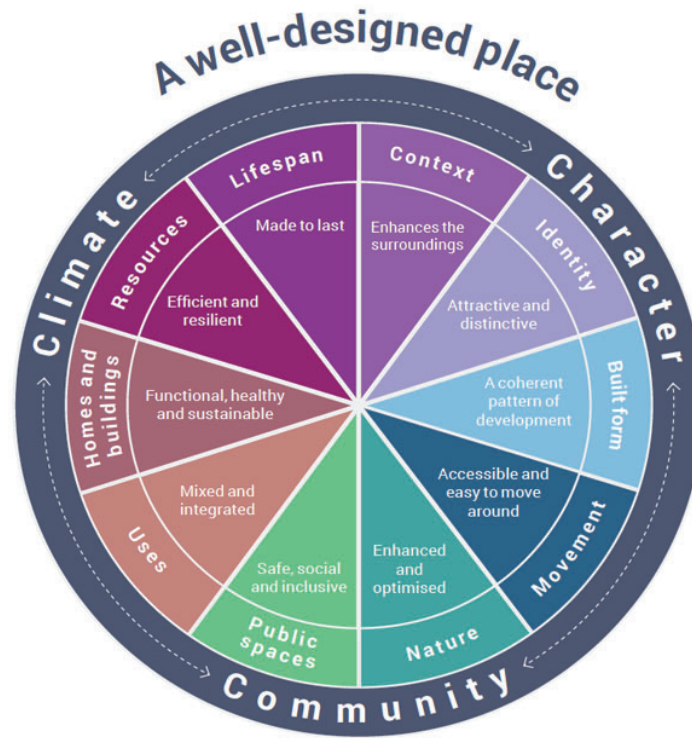 A well-designed place
Climate
Character
Community
Context
Enhances the
surroundings
Identity
Attractive and
distinctive
Built form
A coherent
pattern of
development
Movement
Accessible and
easy to move
around
Nature
Enhanced
and
optimised
Public
spaces
Safe, social
and inclusive
Uses
Mixed and
integrated
Homes and
buildings
Functional, healthy
and sustainable
Resources
Efficient and
resilient
Lifespan
Made to last